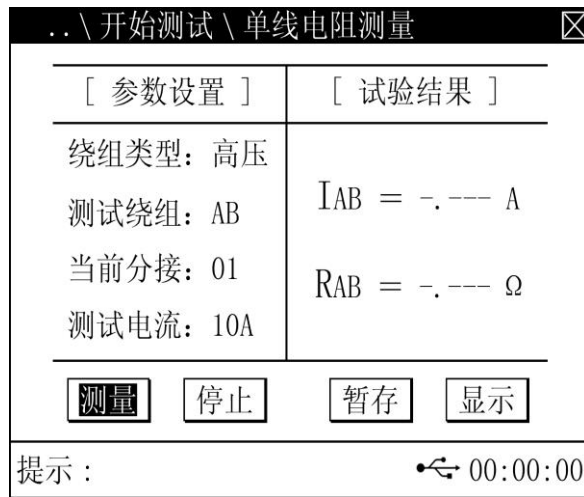 ..\开始测试\单线电阻测量
[ 参数设置 ]
[ 试验结果 ]
绕组类型：高压
测试绕组：AB
当前分接：01
测试电流：10A
IAB = -.--- A
RAB = -.--- Ω
测量 停止 暂存 显示
提示： 00:00:00